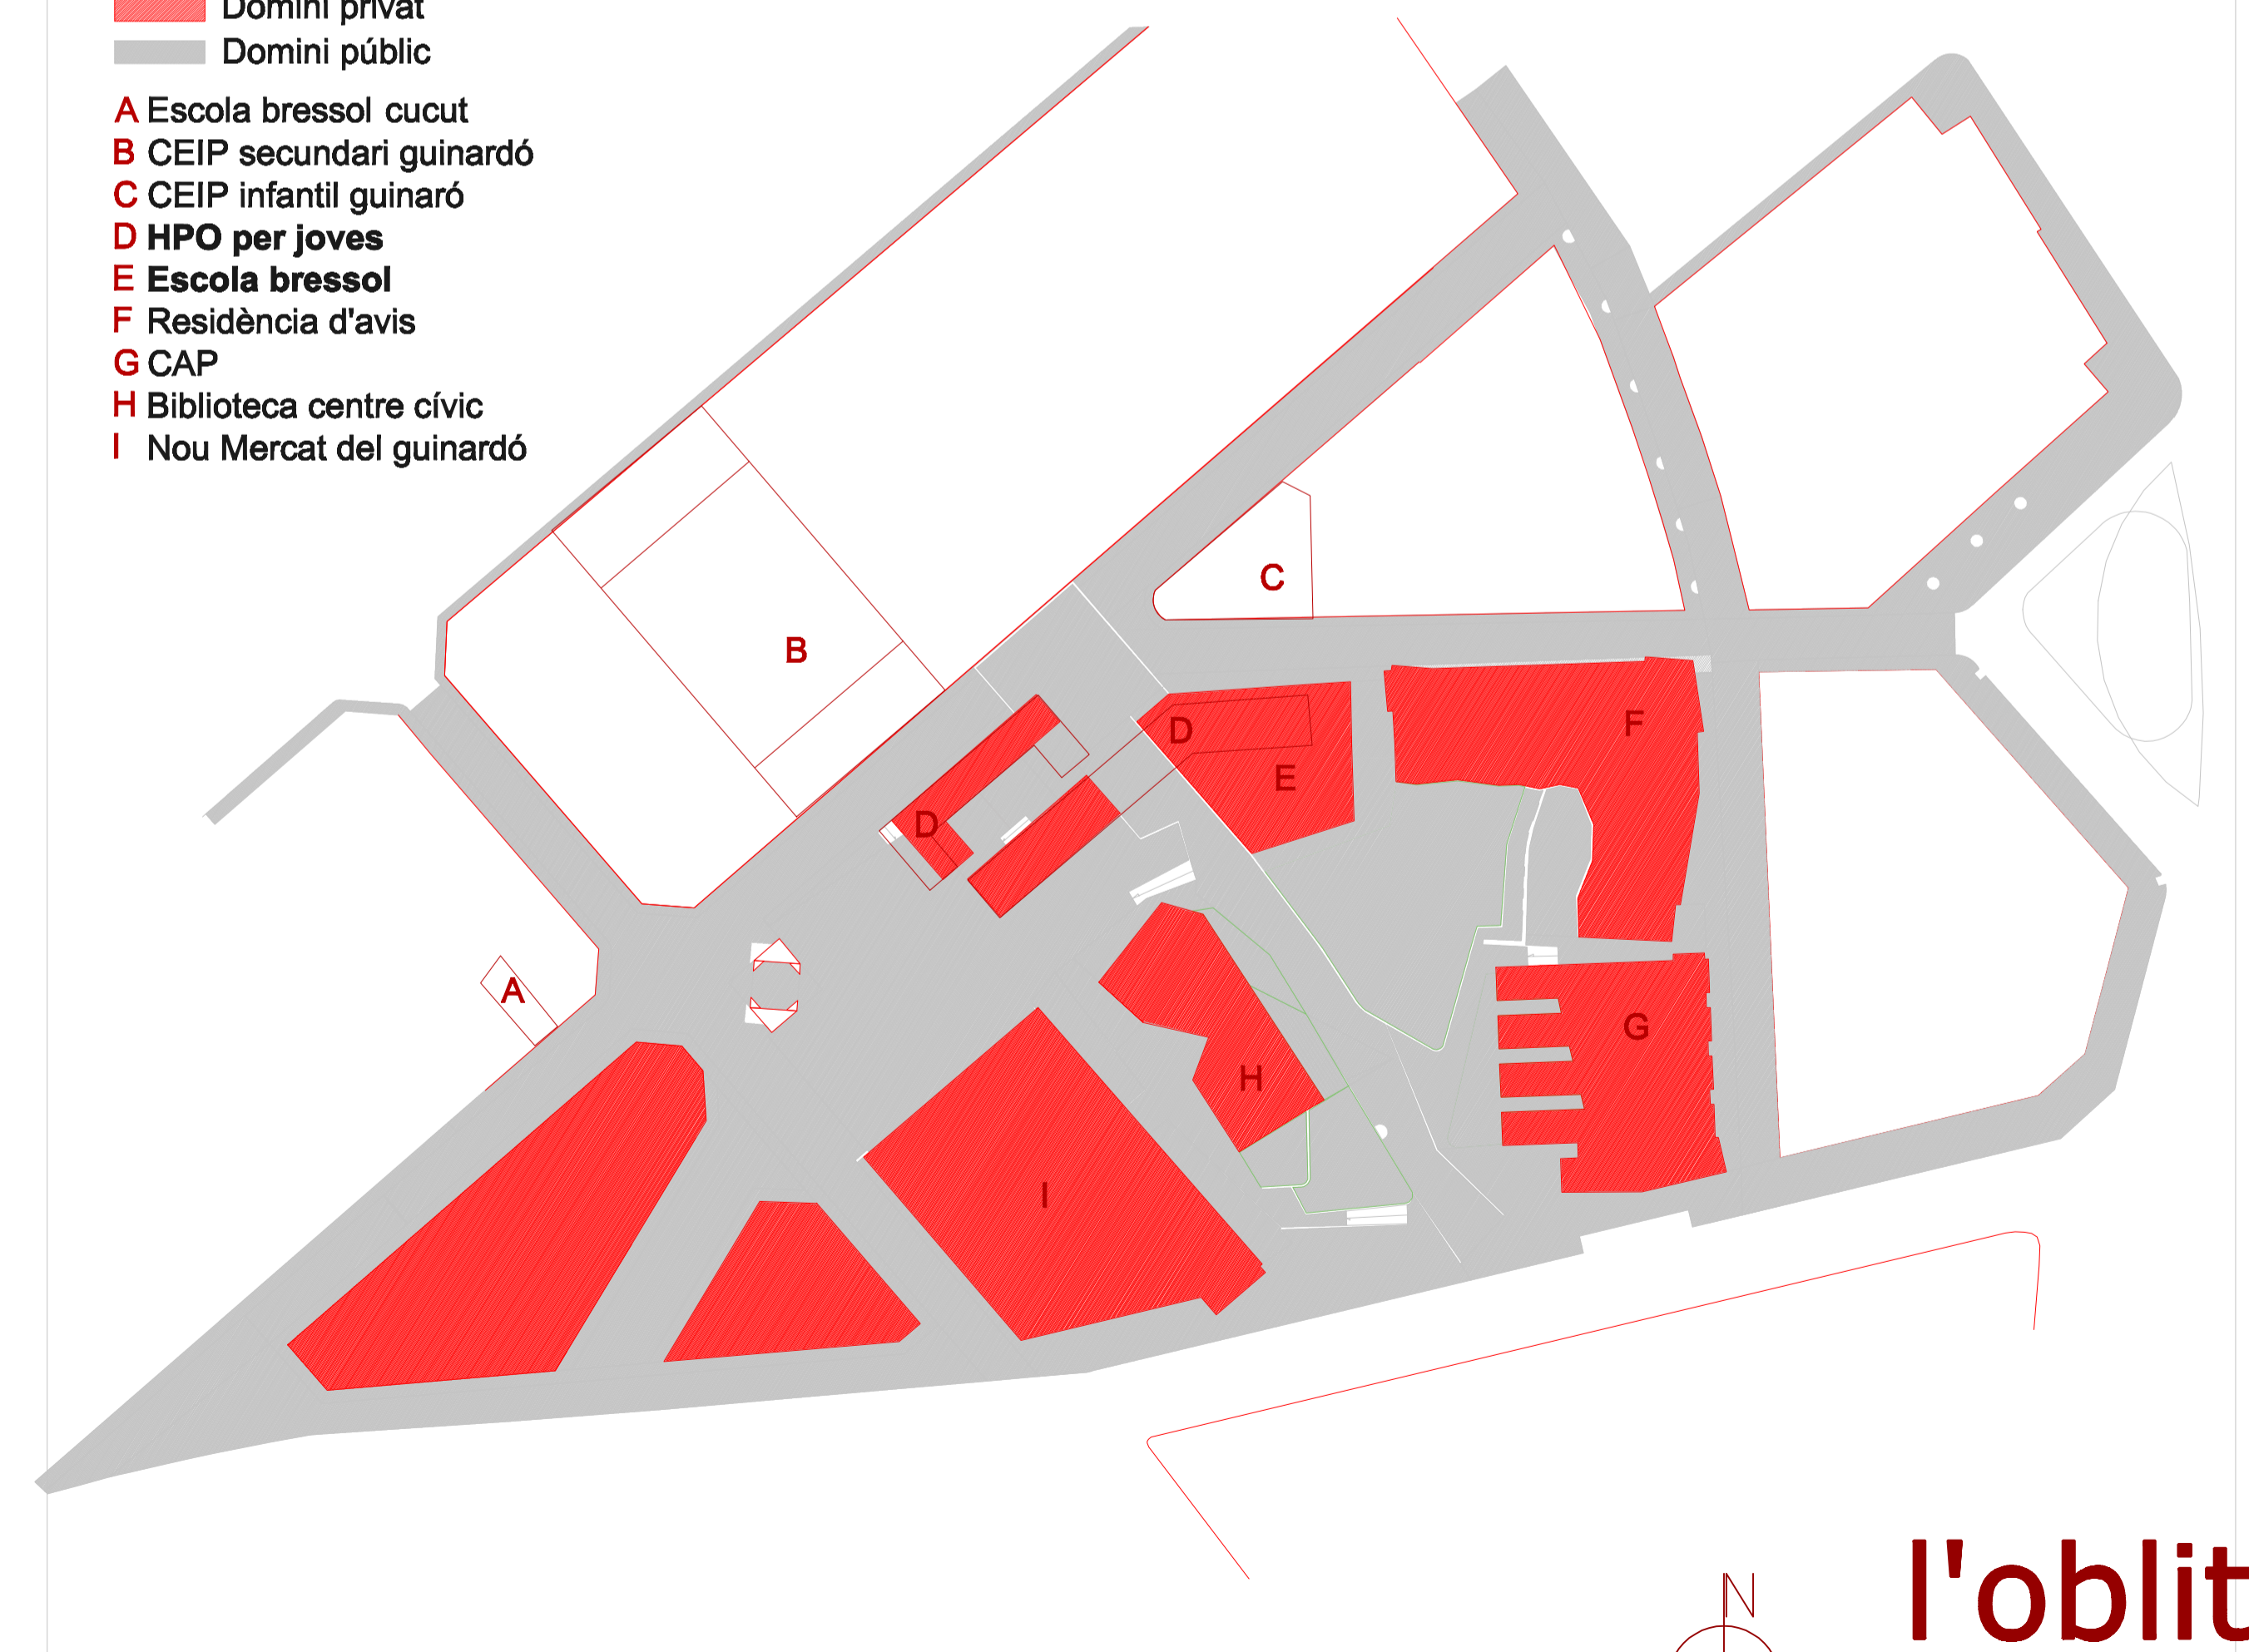 Domini privat
Domini públic
A Escola bressol cucut
B CEIP secundari guinardó
C CEIP infantil guinaró
D HPO per joves
E Escola bressol
F Residència d'avis
G CAP
H Biblioteca centre cívic
I Nou Mercat del guinardó
C
B
D
F
E
D
A
G
H
I
N
l'oblit